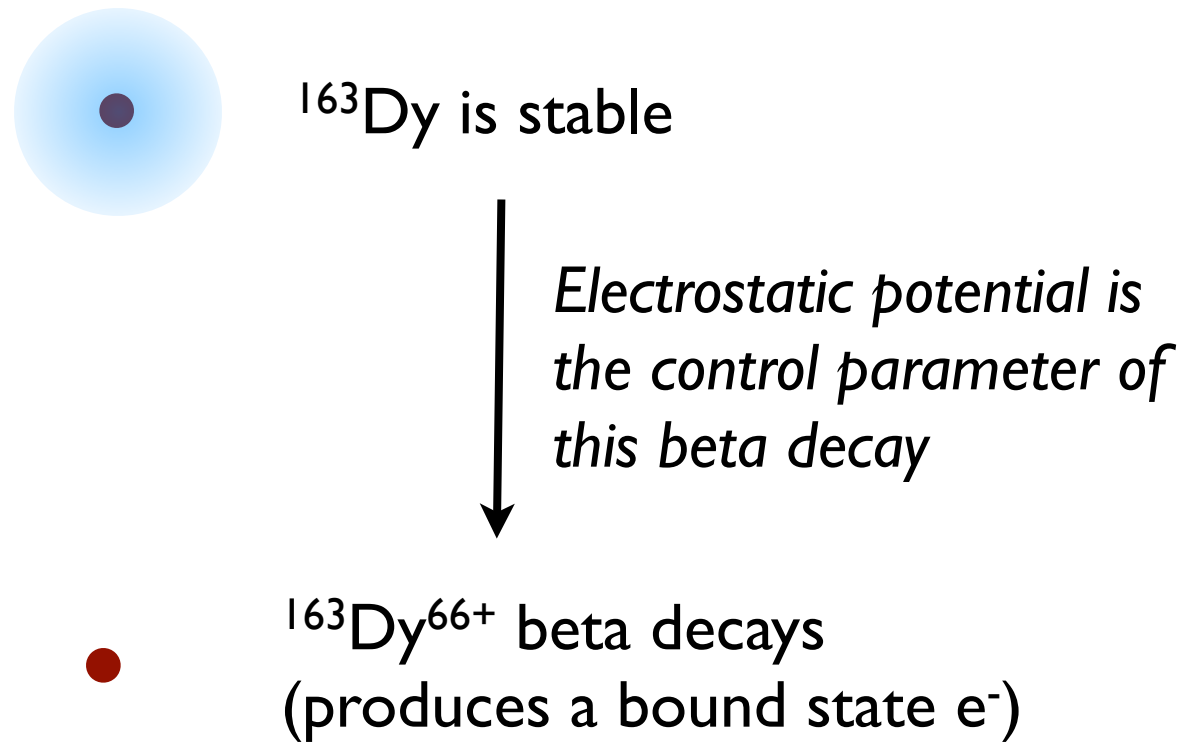 ¹⁶³Dy is stable
Electrostatic potential is
the control parameter of
this beta decay
¹⁶³Dy⁶⁶⁺ beta decays
(produces a bound state e⁻)